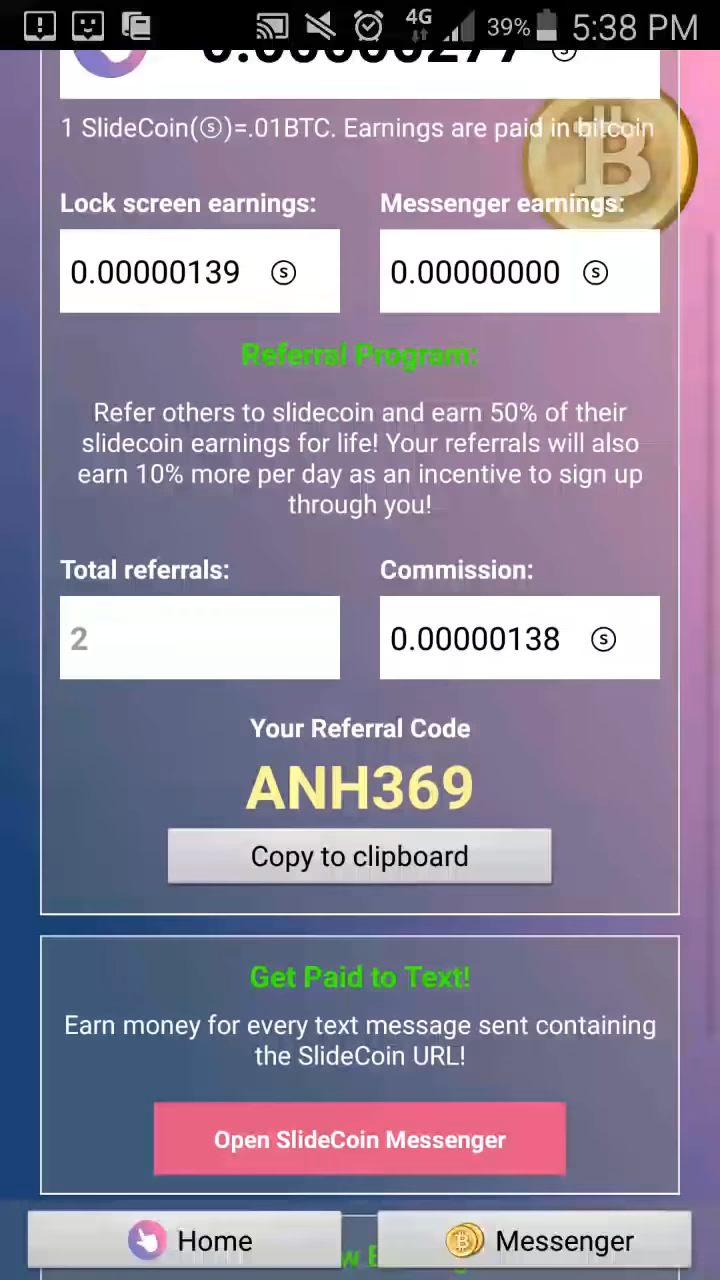 4G 39% 5:38 PM
0.00000277 S
1 SlideCoin(ⓢ)=.01BTC. Earnings are paid in bitcoin
Lock screen earnings: Messenger earnings:
0.00000139 ⓢ 0.00000000 ⓢ
Referral Program:
Refer others to slidecoin and earn 50% of their
slidecoin earnings for life! Your referrals will also
earn 10% more per day as an incentive to sign up
through you!
Total referrals: Commission:
2 0.00000138 ⓢ
Your Referral Code
ANH369
Copy to clipboard
Get Paid to Text!
Earn money for every text message sent containing
the SlideCoin URL!
Open SlideCoin Messenger
Home Messenger